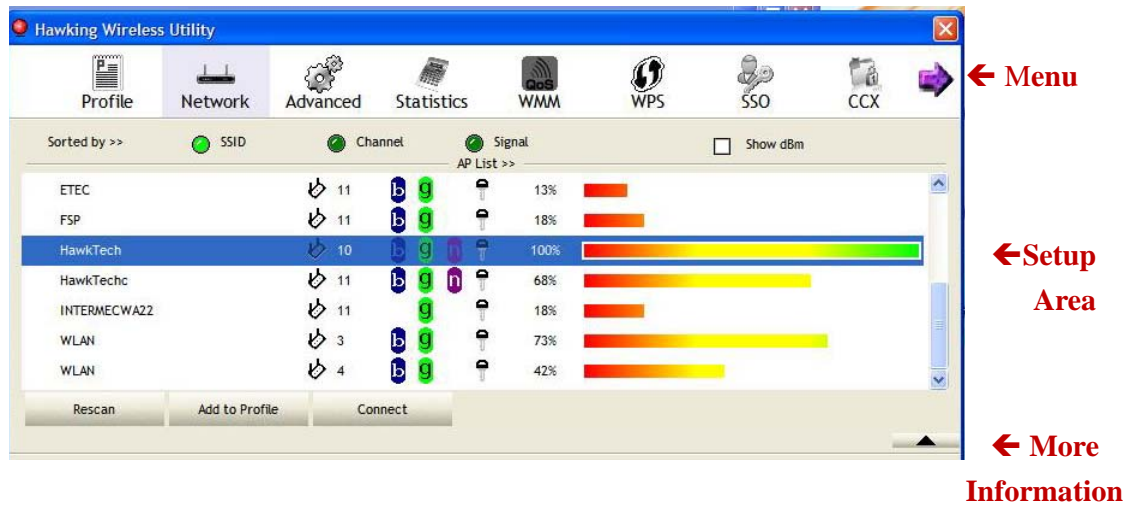 Hawking Wireless Utility
Profile Network Advanced Statistics QoS WMM WPS SSO CCX
← Menu
Sorted by >> SSID Channel Signal Show dBm
AP List >>
ETEC 11 b g 13%
FSP 11 b g 18%
HawkTech 10 b g n 100%
HawkTechc 11 b g n 68%
INTERMECWA22 11 g 18%
WLAN 3 b g 73%
WLAN 4 b g 42%
←Setup
Area
Rescan Add to Profile Connect
← More
Information